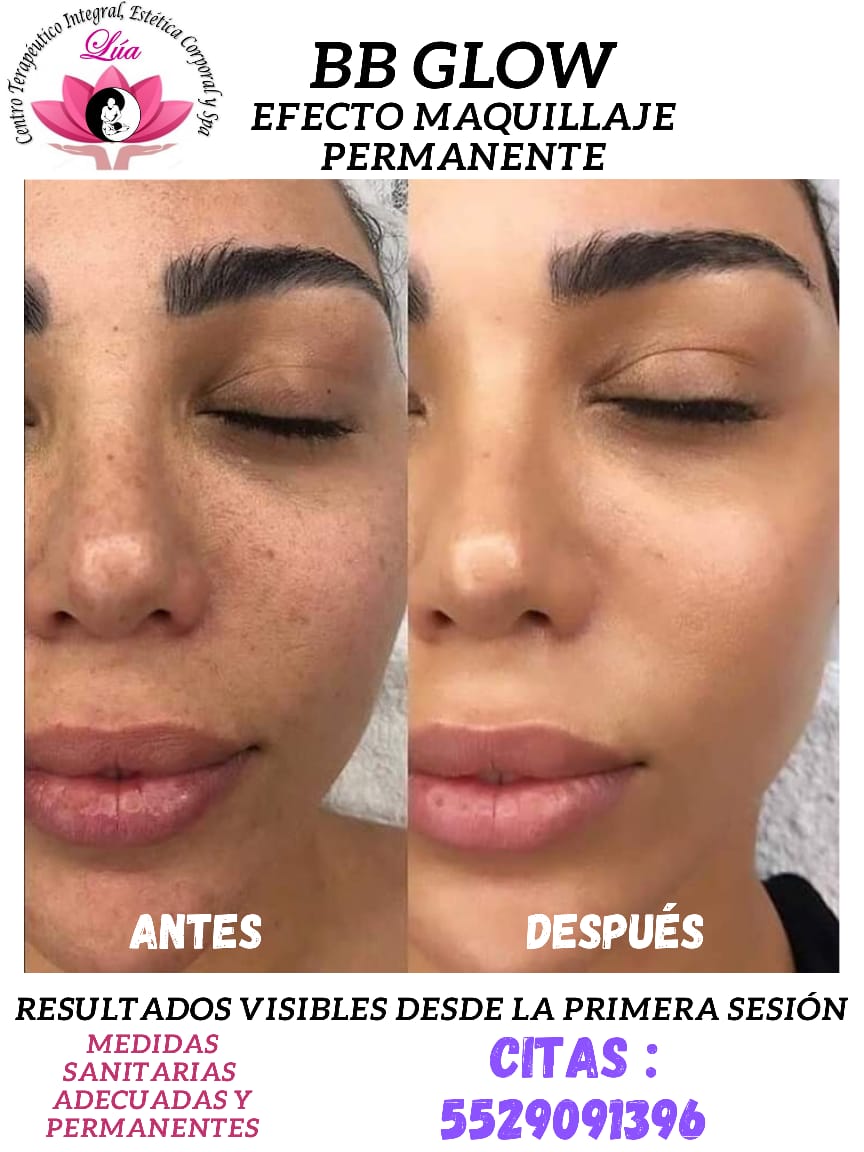 Centro Terapéutico Integral, Estética Corporal y Spa
Lúa
BB GLOW
EFECTO MAQUILLAJE
PERMANENTE
ANTES
DESPUÉS
RESULTADOS VISIBLES DESDE LA PRIMERA SESIÓN
MEDIDAS
SANITARIAS
ADECUADAS Y
PERMANENTES
CITAS :
5529091396